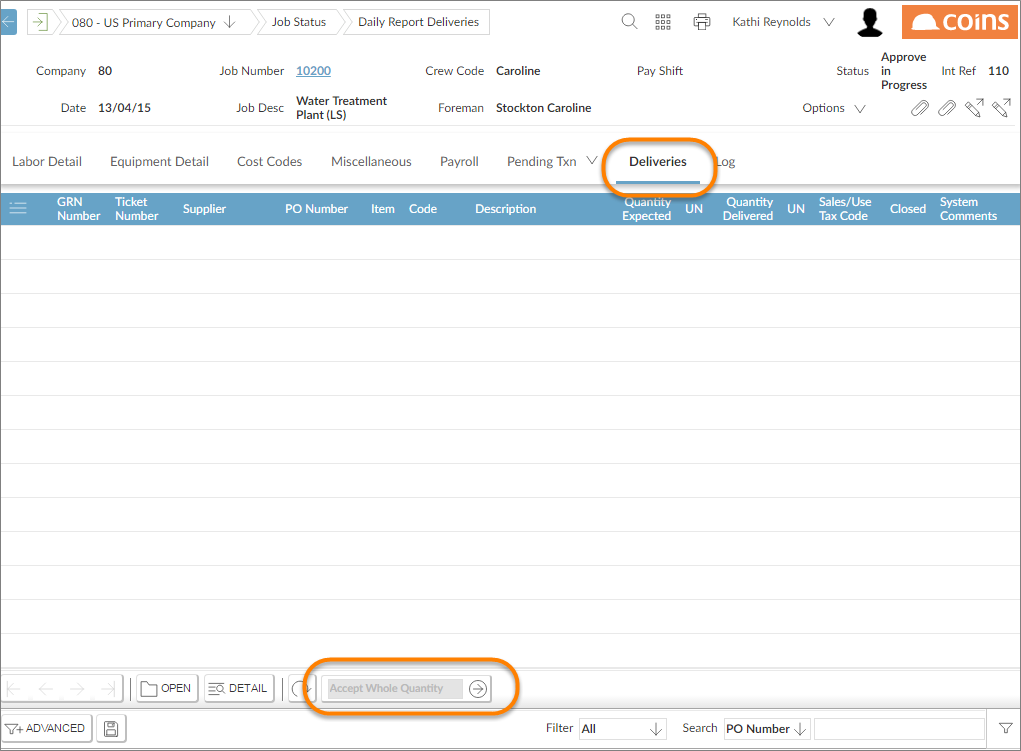 080 - US Primary Company
Job Status
Daily Report Deliveries
Kathi Reynolds
coins
Company 80
Job Number 10200
Crew Code Caroline
Pay Shift
Status Approve
in
Progress
Int Ref 110
Date 13/04/15
Job Desc Water Treatment
Plant (LS)
Foreman Stockton Caroline
Options
Labor Detail
Equipment Detail
Cost Codes
Miscellaneous
Payroll
Pending Txn
Deliveries
Log
GRN
Number
Ticket
Number
Supplier
PO Number
Item
Code
Description
Quantity
Expected
UN
Quantity
Delivered
UN
Sales/Use
Tax Code
Closed
System
Comments
OPEN
DETAIL
Accept Whole Quantity
ADVANCED
Filter All
Search PO Number